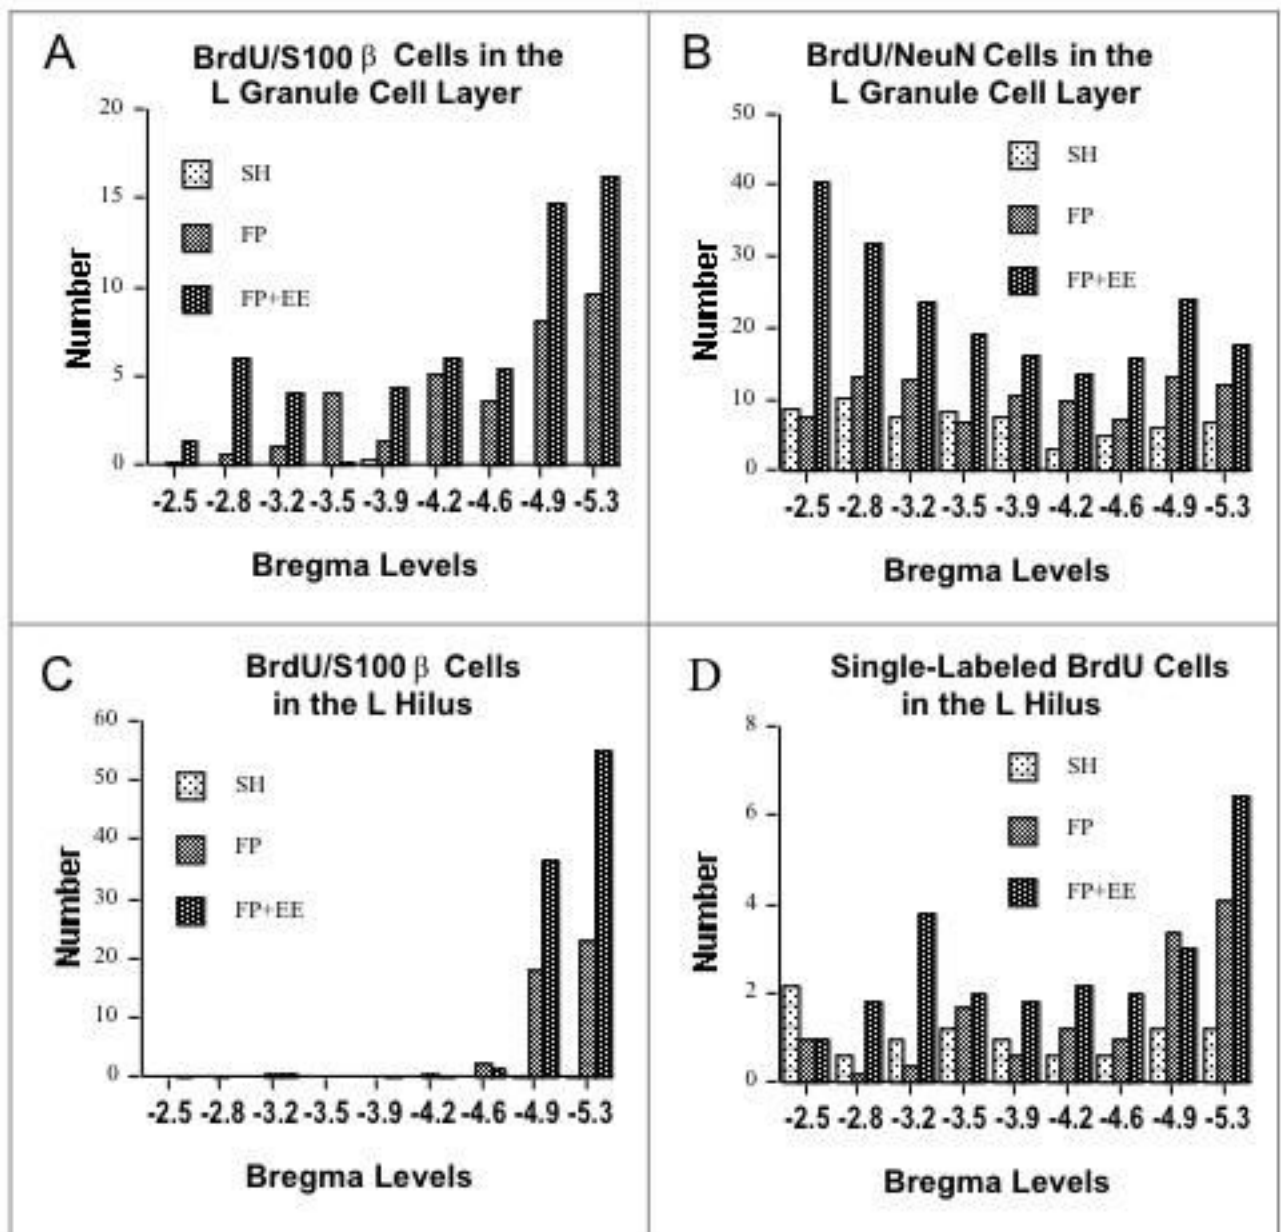 A
BrdU/S100 β Cells in the
L Granule Cell Layer
20
15
10
5
0
Number
SH
FP
FP+EE
-2.5 -2.8 -3.2 -3.5 -3.9 -4.2 -4.6 -4.9 -5.3
Bregma Levels
B
BrdU/NeuN Cells in the
L Granule Cell Layer
50
40
30
20
10
0
Number
SH
FP
FP+EE
-2.5 -2.8 -3.2 -3.5 -3.9 -4.2 -4.6 -4.9 -5.3
Bregma Levels
C
BrdU/S100 β Cells
in the L Hilus
60
50
40
30
20
10
0
Number
SH
FP
FP+EE
-2.5 -2.8 -3.2 -3.5 -3.9 -4.2 -4.6 -4.9 -5.3
Bregma Levels
D
Single-Labeled BrdU Cells
in the L Hilus
8
6
4
2
0
Number
SH
FP
FP+EE
-2.5 -2.8 -3.2 -3.5 -3.9 -4.2 -4.6 -4.9 -5.3
Bregma Levels